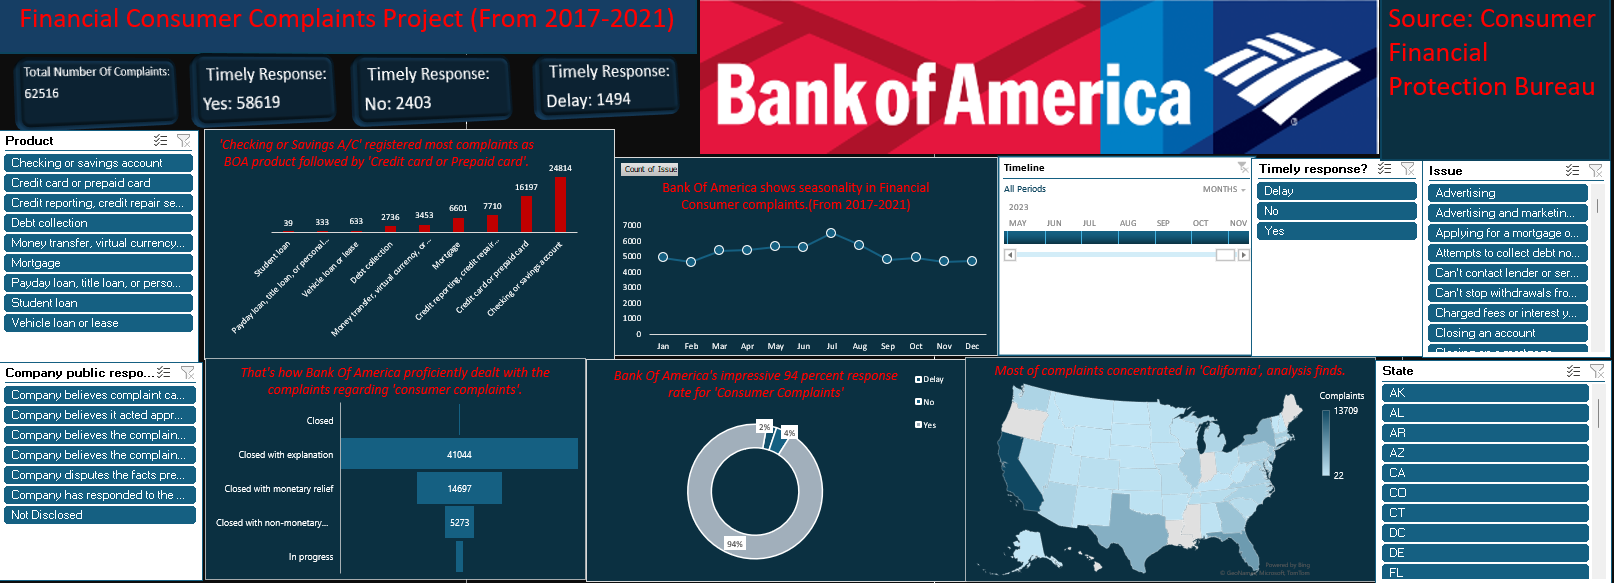 Financial Consumer Complaints Project (From 2017-2021)
Total Number Of Complaints:
62516
Timely Response:
Yes: 58619
Timely Response:
No: 2403
Timely Response:
Delay: 1494
Bank of America
Source: Consumer
Financial
Protection Bureau
Product
Checking or savings account
Credit card or prepaid card
Credit reporting, credit repair se...
Debt collection
Money transfer, virtual currency...
Mortgage
Payday loan, title loan, or perso...
Student loan
Vehicle loan or lease
'Checking or Savings A/C' registered most complaints as
BOA product followed by 'Credit card or Prepaid card'.
39
333
633
2736
3453
6601
7710
16197
24814
Student loan
Payday loan, title loan, or personal...
Vehicle loan or lease
Debt collection
Money transfer, virtual currency, or...
Mortgage
Credit reporting, credit repair...
Credit card or prepaid card
Checking or savings account
Count of Issue
Bank Of America shows seasonality in Financial
Consumer complaints.(From 2017-2021)
7000
6000
5000
4000
3000
2000
1000
0
Jan Feb Mar Apr May Jun Jul Aug Sep Oct Nov Dec
Timeline
All Periods
MONTHS
2023
MAY JUN JUL AUG SEP OCT NOV
Timely response?
Delay
No
Yes
Issue
Advertising
Advertising and marketin...
Applying for a mortgage o...
Attempts to collect debt no...
Can't contact lender or ser...
Can't stop withdrawals fro...
Charged fees or interest y...
Closing an account
Closing on a mortgage
Company public respo...
Company believes complaint ca...
Company believes it acted appr...
Company believes the complain...
Company believes the complain...
Company disputes the facts pre...
Company has responded to the ...
Not Disclosed
That's how Bank Of America proficiently dealt with the
complaints regarding 'consumer complaints'.
Closed
Closed with explanation
41044
Closed with monetary relief
14697
Closed with non-monetary...
5273
In progress
Bank Of America's impressive 94 percent response
rate for 'Consumer Complaints'
Delay
No
Yes
2%
4%
94%
Most of complaints concentrated in 'California', analysis finds.
Complaints
13709
22
Powered by Bing
© GeoNames, Microsoft, TomTom
State
AK
AL
AR
AZ
CA
CO
CT
DC
DE
FL